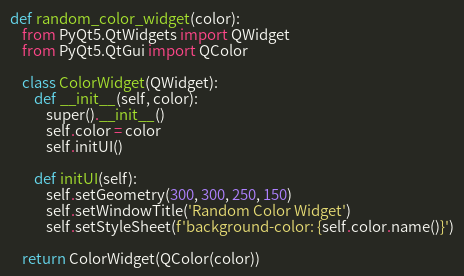 def random_color_widget(color):
from PyQt5.QtWidgets import QWidget
from PyQt5.QtGui import QColor
class ColorWidget(QWidget):
def __init__(self, color):
super().__init__()
self.color = color
self.initUI()
def initUI(self):
self.setGeometry(300, 300, 250, 150)
self.setWindowTitle('Random Color Widget')
self.setStyleSheet(f'background-color: {self.color.name()}')
return ColorWidget(QColor(color))